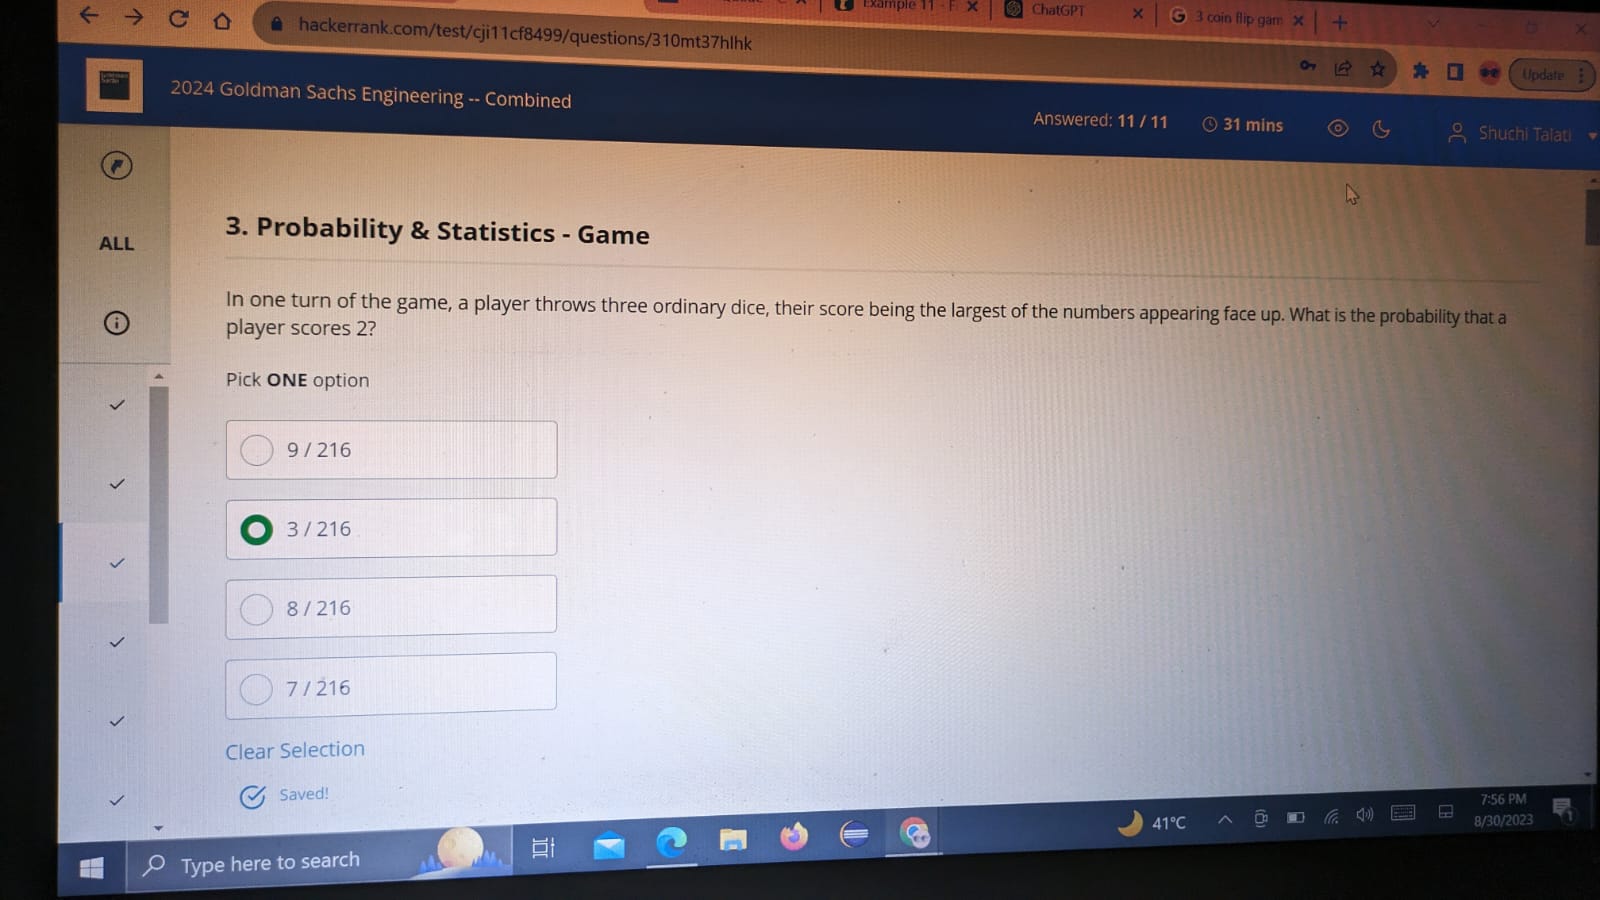 Example 11 - F
ChatGPT
3 coin flip gam
hackerrank.com/test/cji11cf8499/questions/310mt37hlhk
Update
Goldman
Sachs
2024 Goldman Sachs Engineering -- Combined
Answered: 11 / 11
31 mins
Shuchi Talati
ALL
3. Probability & Statistics - Game
In one turn of the game, a player throws three ordinary dice, their score being the largest of the numbers appearing face up. What is the probability that a
player scores 2?
Pick ONE option
9 / 216
3 / 216
8 / 216
7 / 216
Clear Selection
Saved!
Type here to search
41°C
7:56 PM
8/30/2023
1